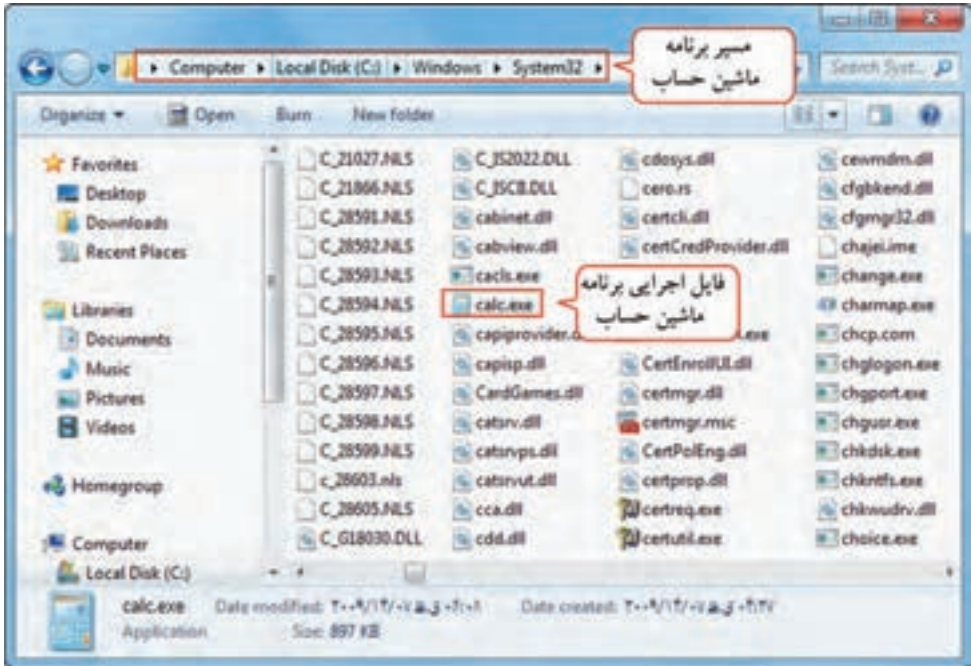 Computer ▸ Local Disk (C:) ▸ Windows ▸ System32 ▸
مسیر برنامه
ماشین حساب
Search Syst...
Organize
Open
Burn
New folder
Favorites
Desktop
Downloads
Recent Places
Libraries
Documents
Music
Pictures
Videos
Homegroup
Computer
Local Disk (C:)
C_21027.NLS
C_21866.NLS
C_28591.NLS
C_28592.NLS
C_28593.NLS
C_28594.NLS
C_28595.NLS
C_28596.NLS
C_28597.NLS
C_28598.NLS
C_28599.NLS
c_28603.nls
C_28605.NLS
C_G18030.DLL
C_IS2022.DLL
C_ISCII.DLL
cabinet.dll
cabview.dll
cacls.exe
calc.exe
capiprovider.
capisp.dll
CardGames.dll
catsrv.dll
catsrvps.dll
catsrvut.dll
cca.dll
cdd.dll
cdosys.dll
cero.rs
certcli.dll
certCredProvider.dll
فایل اجرایی برنامه
ماشین حساب
.exe
CertEnrollUI.dll
certmgr.dll
certmgr.msc
CertPolEng.dll
certprop.dll
certreq.exe
certutil.exe
cewmdm.dll
cfgbkend.dll
cfgmgr32.dll
chajei.ime
change.exe
charmap.exe
chcp.com
chglogon.exe
chgport.exe
chgusr.exe
chkdsk.exe
chkntfs.exe
chkwudrv.dll
choice.exe
calc.exe
Date modified:
Date created:
Application
Size: 897 KB